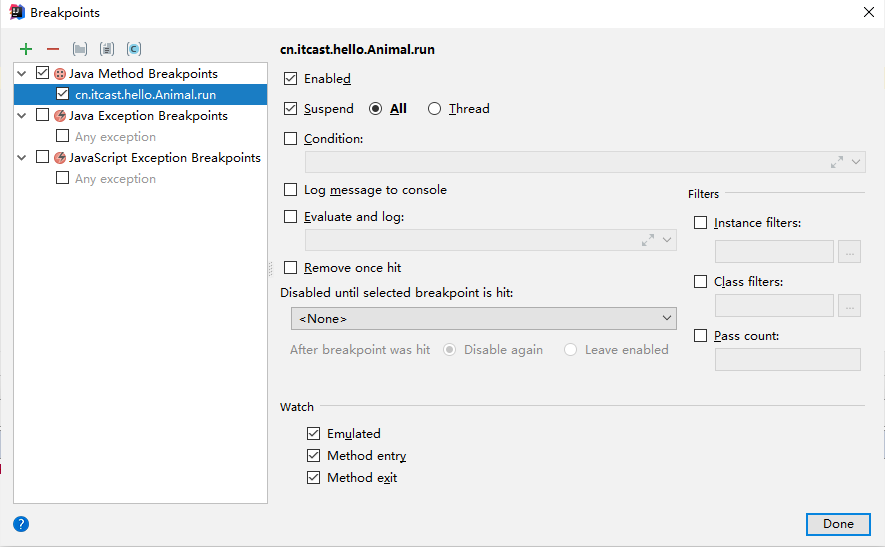 Breakpoints
Java Method Breakpoints
cn.itcast.hello.Animal.run
Java Exception Breakpoints
Any exception
JavaScript Exception Breakpoints
Any exception
cn.itcast.hello.Animal.run
Enabled
Suspend All Thread
Condition:
Log message to console
Evaluate and log:
Remove once hit
Disabled until selected breakpoint is hit:
<None>
After breakpoint was hit Disable again Leave enabled
Filters
Instance filters:
...
Class filters:
...
Pass count:
Watch
Emulated
Method entry
Method exit
?
Done